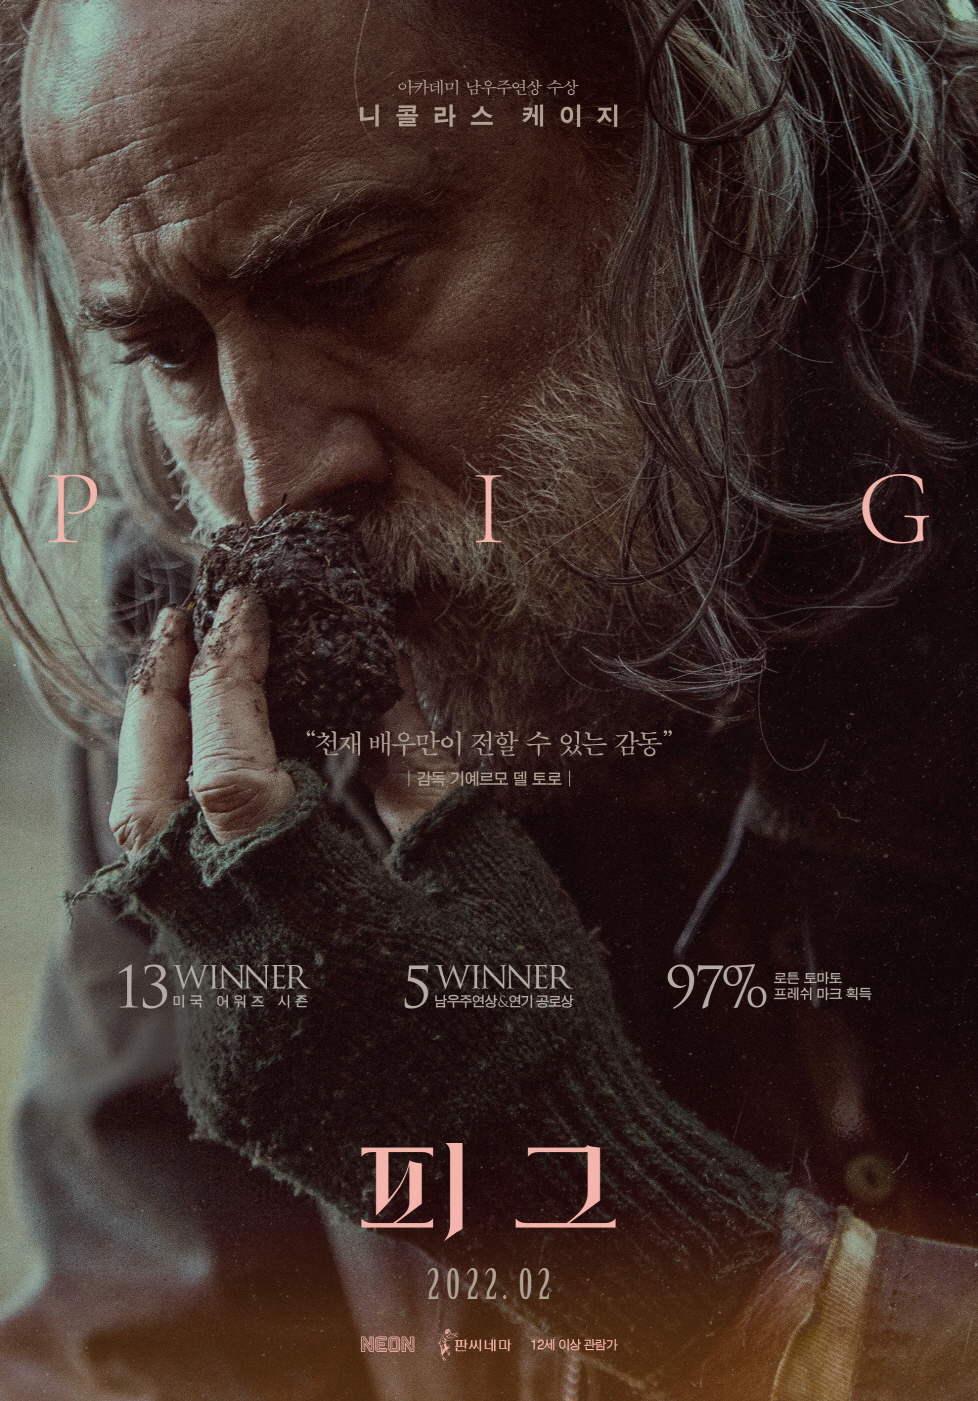 아카데미 남우주연상 수상
니콜라스 케이지
PIG
“천재 배우만이 전할 수 있는 감동”
| 감독 기예르모 델 토로 |
13 WINNER
미국 어워즈 시즌
5 WINNER
남우주연상&연기 공로상
97% 로튼 토마토
프레쉬 마크 획득
피그
2022.02
NEON 판씨네마 12세 이상 관람가